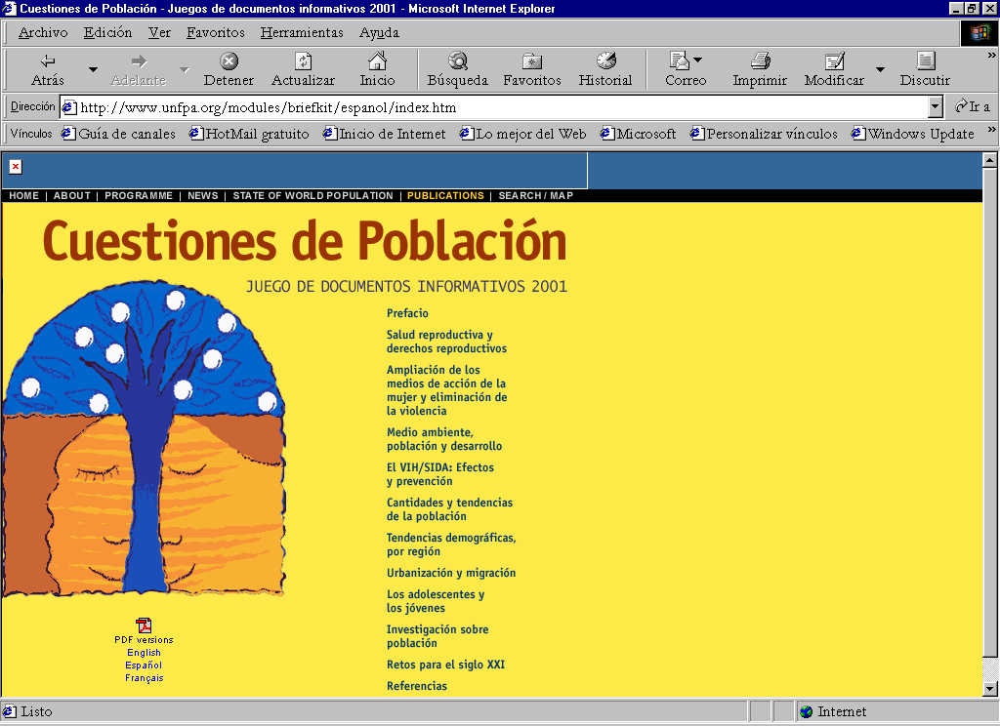 Cuestiones de Población - Juegos de documentos informativos 2001 - Microsoft Internet Explorer
Archivo Edición Ver Favoritos Herramientas Ayuda
Atrás Adelante Detener Actualizar Inicio Búsqueda Favoritos Historial Correo Imprimir Modificar Discutir
Dirección http://www.unfpa.org/modules/briefkit/espanol/index.htm Ir a
Vínculos Guía de canales HotMail gratuito Inicio de Internet Lo mejor del Web Microsoft Personalizar vínculos Windows Update
HOME | ABOUT | PROGRAMME | NEWS | STATE OF WORLD POPULATION | PUBLICATIONS | SEARCH / MAP
Cuestiones de Población
JUEGO DE DOCUMENTOS INFORMATIVOS 2001
Prefacio
Salud reproductiva y
derechos reproductivos
Ampliación de los
medios de acción de la
mujer y eliminación de
la violencia
Medio ambiente,
población y desarrollo
El VIH/SIDA: Efectos
y prevención
Cantidades y tendencias
de la población
Tendencias demográficas,
por región
Urbanización y migración
Los adolescentes y
los jóvenes
Investigación sobre
población
Retos para el siglo XXI
Referencias
PDF versions
English
Español
Français
Listo Internet